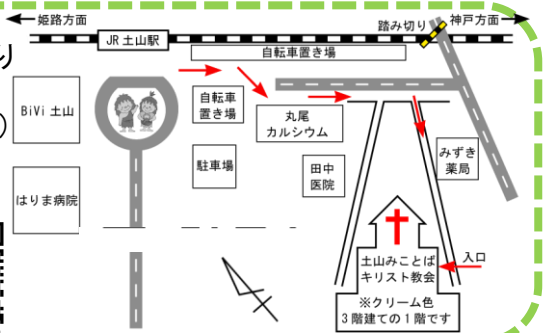 姫路方面
踏み切り
神戸方面
JR 土山駅
自転車置き場
り
BiVi 土山
自転車
置き場
丸尾
カルシウム
みずき
薬局
駐車場
田中
医院
はりま病院
土山みことば
キリスト教会
入口
※クリーム色
3 階建ての 1 階です